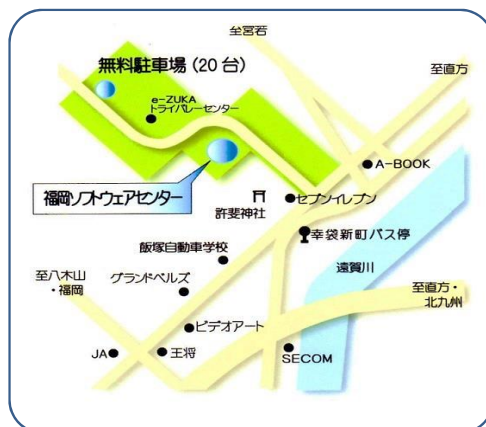 至宮若
無料駐車場(20台)
至直方
e-ZUKA
トライバレーセンター
A-BOOK
福岡ソフトウェアセンター
セブンイレブン
許斐神社
幸袋新町バス停
飯塚自動車学校
遠賀川
至八木山
・福岡
グランドベルズ
至直方・
北九州
ビデオアート
JA
王将
SECOM